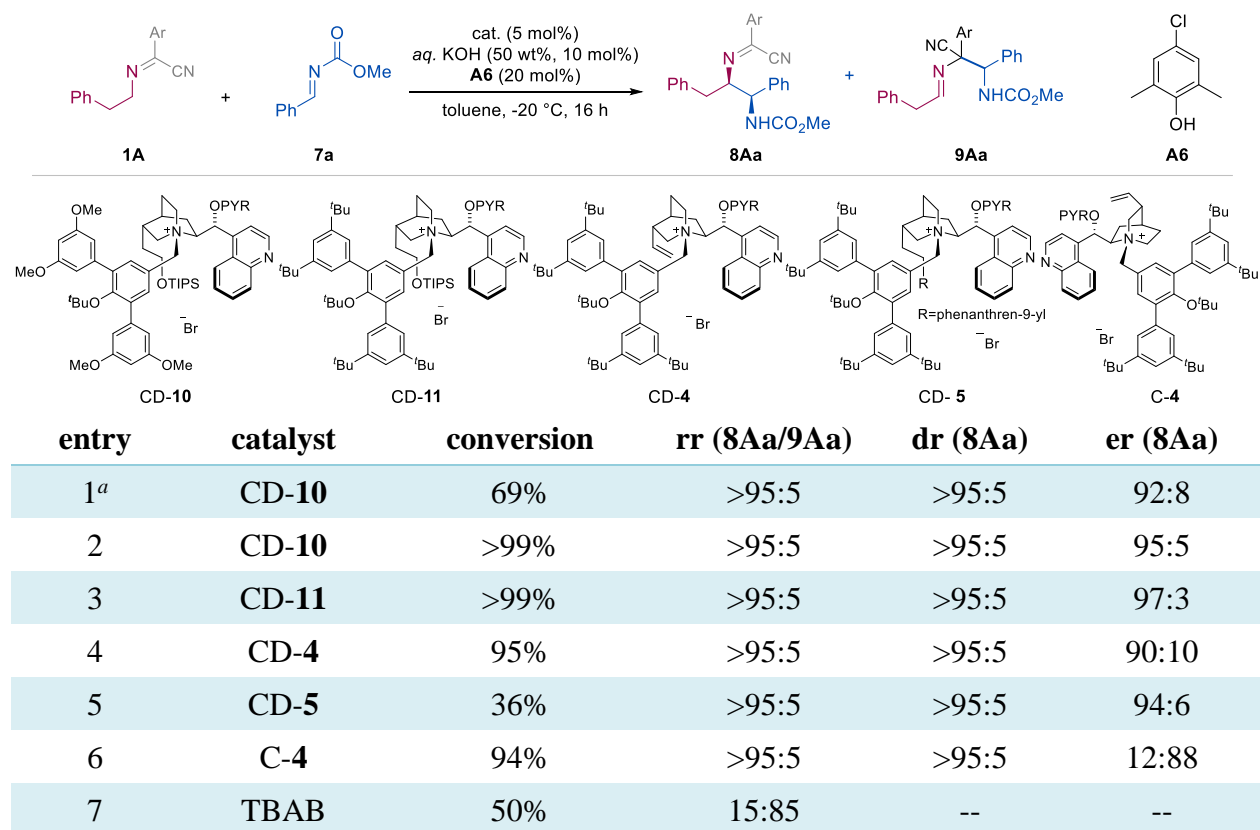 Ar
N
CN
Ph
1A
+
O
N
OMe
Ph
7a
cat. (5 mol%)
aq. KOH (50 wt%, 10 mol%)
A6 (20 mol%)
toluene, -20 °C, 16 h
Ar
N
CN
Ph
Ph
NHCO₂Me
8Aa
+
NC
Ar
Ph
N
Ph
NHCO₂Me
9Aa
Cl
OH
A6
OMe
MeO
ᵗBuO
MeO
OMe
OPYR
N
+
OTIPS
N
⁻Br
CD-10
ᵗBu
ᵗBu
ᵗBuO
ᵗBu
ᵗBu
OPYR
N
+
OTIPS
N
⁻Br
CD-11
ᵗBu
ᵗBu
ᵗBuO
ᵗBu
ᵗBu
OPYR
N
+
N
⁻Br
CD-4
ᵗBu
ᵗBu
ᵗBuO
ᵗBu
ᵗBu
OPYR
N
+
R
N
R=phenanthren-9-yl
⁻Br
CD- 5
PYRO
N
+
N
ᵗBu
ᵗBu
OᵗBu
ᵗBu
ᵗBu
⁻Br
C-4
entry catalyst conversion rr (8Aa/9Aa) dr (8Aa) er (8Aa)
1ᵃ CD-10 69% >95:5 >95:5 92:8
2 CD-10 >99% >95:5 >95:5 95:5
3 CD-11 >99% >95:5 >95:5 97:3
4 CD-4 95% >95:5 >95:5 90:10
5 CD-5 36% >95:5 >95:5 94:6
6 C-4 94% >95:5 >95:5 12:88
7 TBAB 50% 15:85 -- --